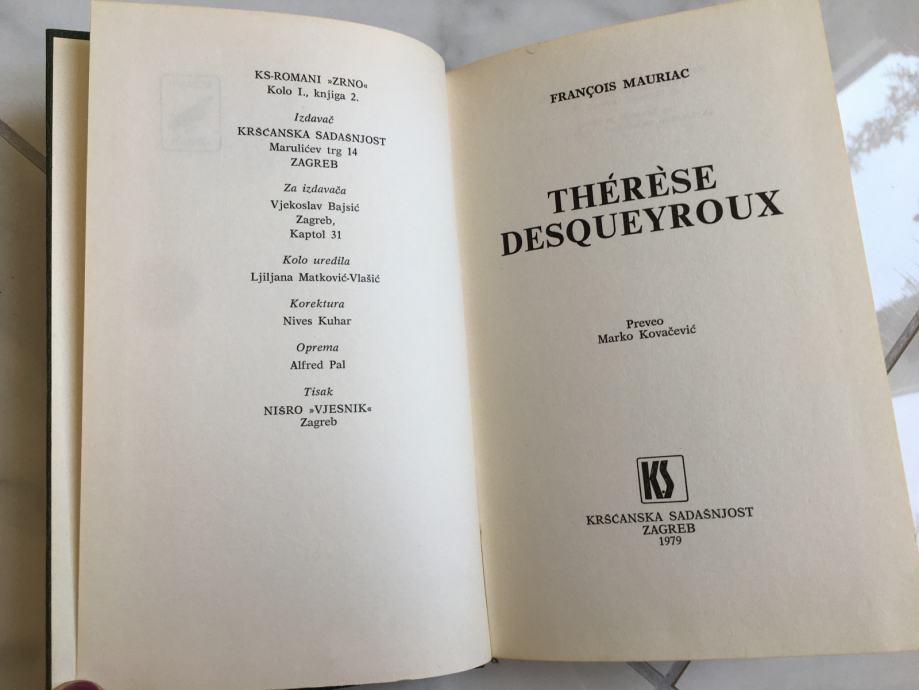 KS-ROMANI »ZRNO«
Kolo I., knjiga 2.
Izdavač
KRŠĆANSKA SADAŠNJOST
Marulićev trg 14
ZAGREB
Za izdavača
Vjekoslav Bajsić
Zagreb,
Kaptol 31
Kolo uredila
Ljiljana Matković-Vlašić
Korektura
Nives Kuhar
Oprema
Alfred Pal
Tisak
NIŠRO »VJESNIK«
Zagreb
FRANÇOIS MAURIAC
THÉRÈSE
DESQUEYROUX
Preveo
Marko Kovačević
KS
KRŠĆANSKA SADAŠNJOST
ZAGREB
1979